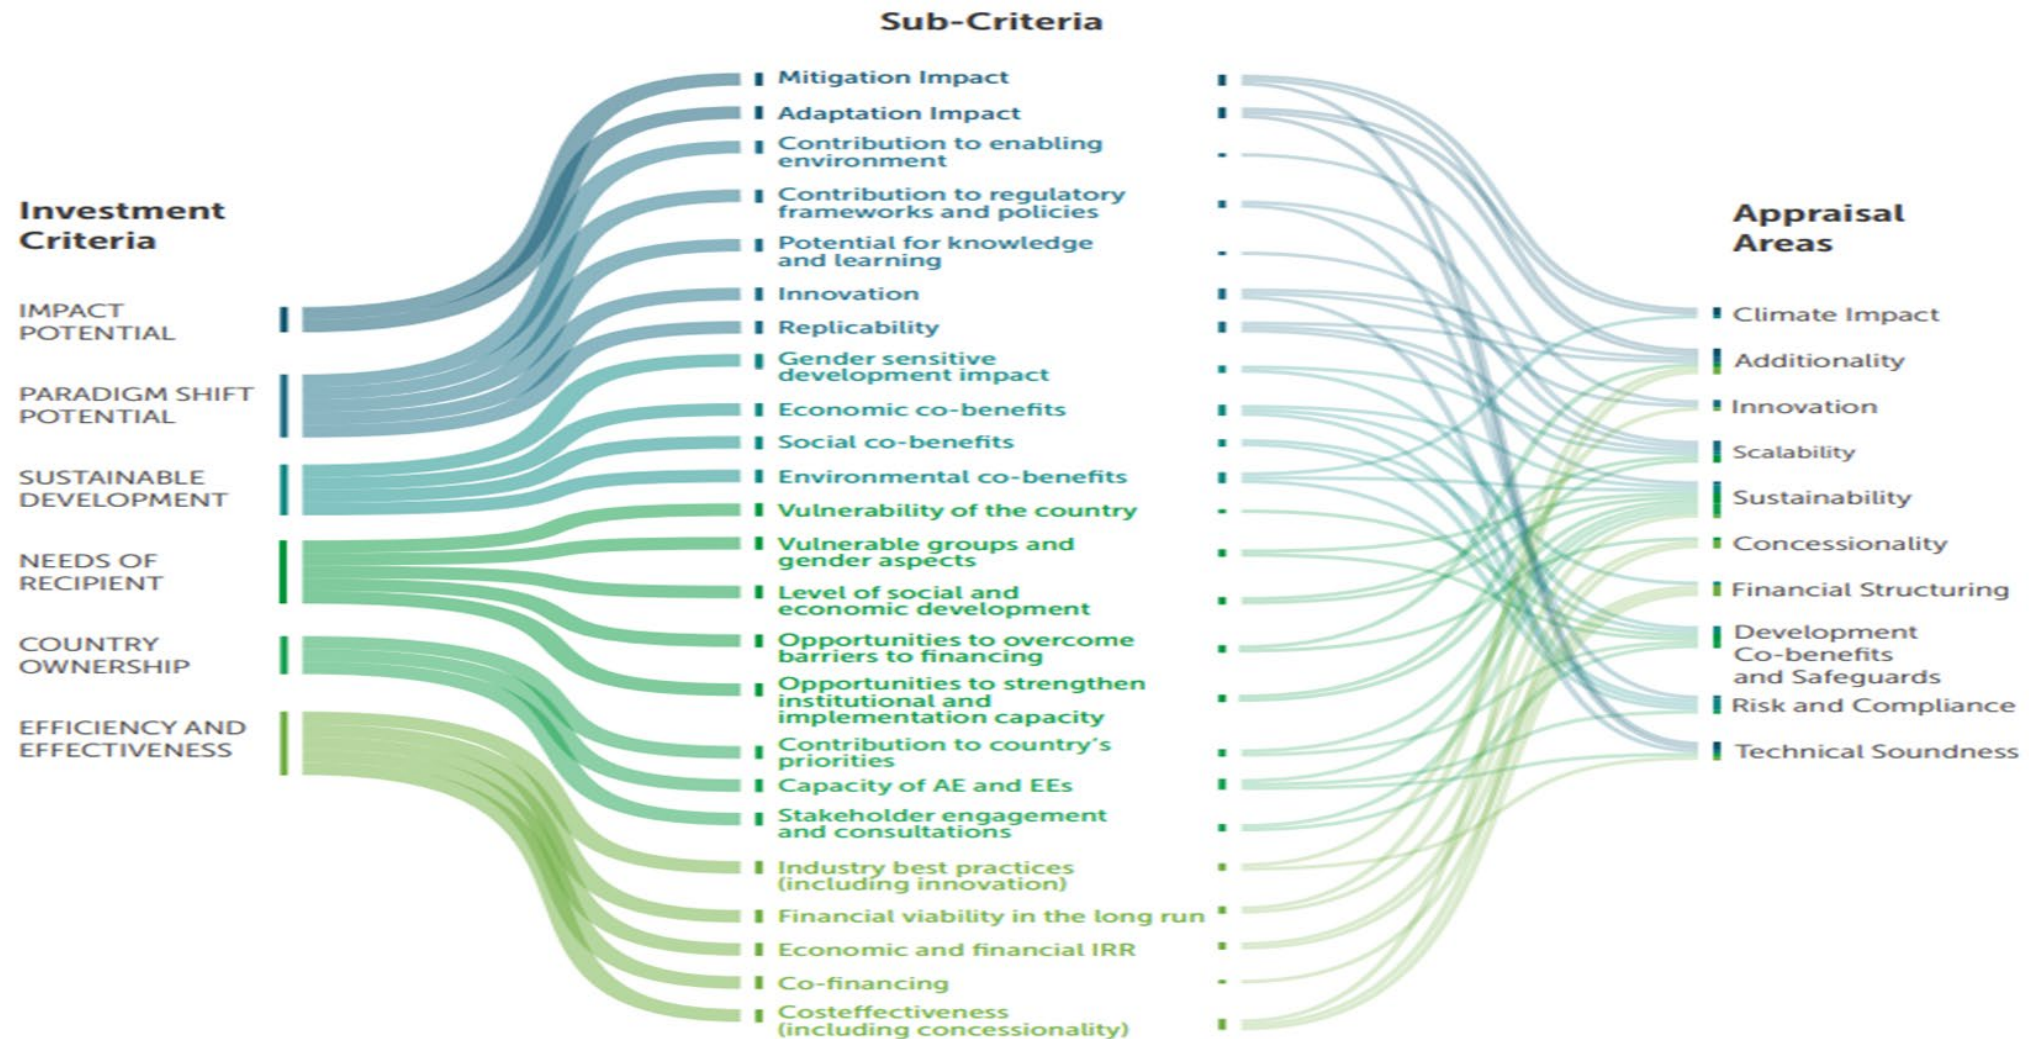 Sub-Criteria
Investment
Criteria
IMPACT
POTENTIAL
PARADIGM SHIFT
POTENTIAL
SUSTAINABLE
DEVELOPMENT
NEEDS OF
RECIPIENT
COUNTRY
OWNERSHIP
EFFICIENCY AND
EFFECTIVENESS
Mitigation Impact
Adaptation Impact
Contribution to enabling
environment
Contribution to regulatory
frameworks and policies
Potential for knowledge
and learning
Innovation
Replicability
Gender sensitive
development impact
Economic co-benefits
Social co-benefits
Environmental co-benefits
Vulnerability of the country
Vulnerable groups and
gender aspects
Level of social and
economic development
Opportunities to overcome
barriers to financing
Opportunities to strengthen
institutional and
implementation capacity
Contribution to country's
priorities
Capacity of AE and EEs
Stakeholder engagement
and consultations
Industry best practices
(including innovation)
Financial viability in the long run
Economic and financial IRR
Co-financing
Costeffectiveness
(including concessionality)
Appraisal
Areas
Climate Impact
Additionality
Innovation
Scalability
Sustainability
Concessionality
Financial Structuring
Development
Co-benefits
and Safeguards
Risk and Compliance
Technical Soundness